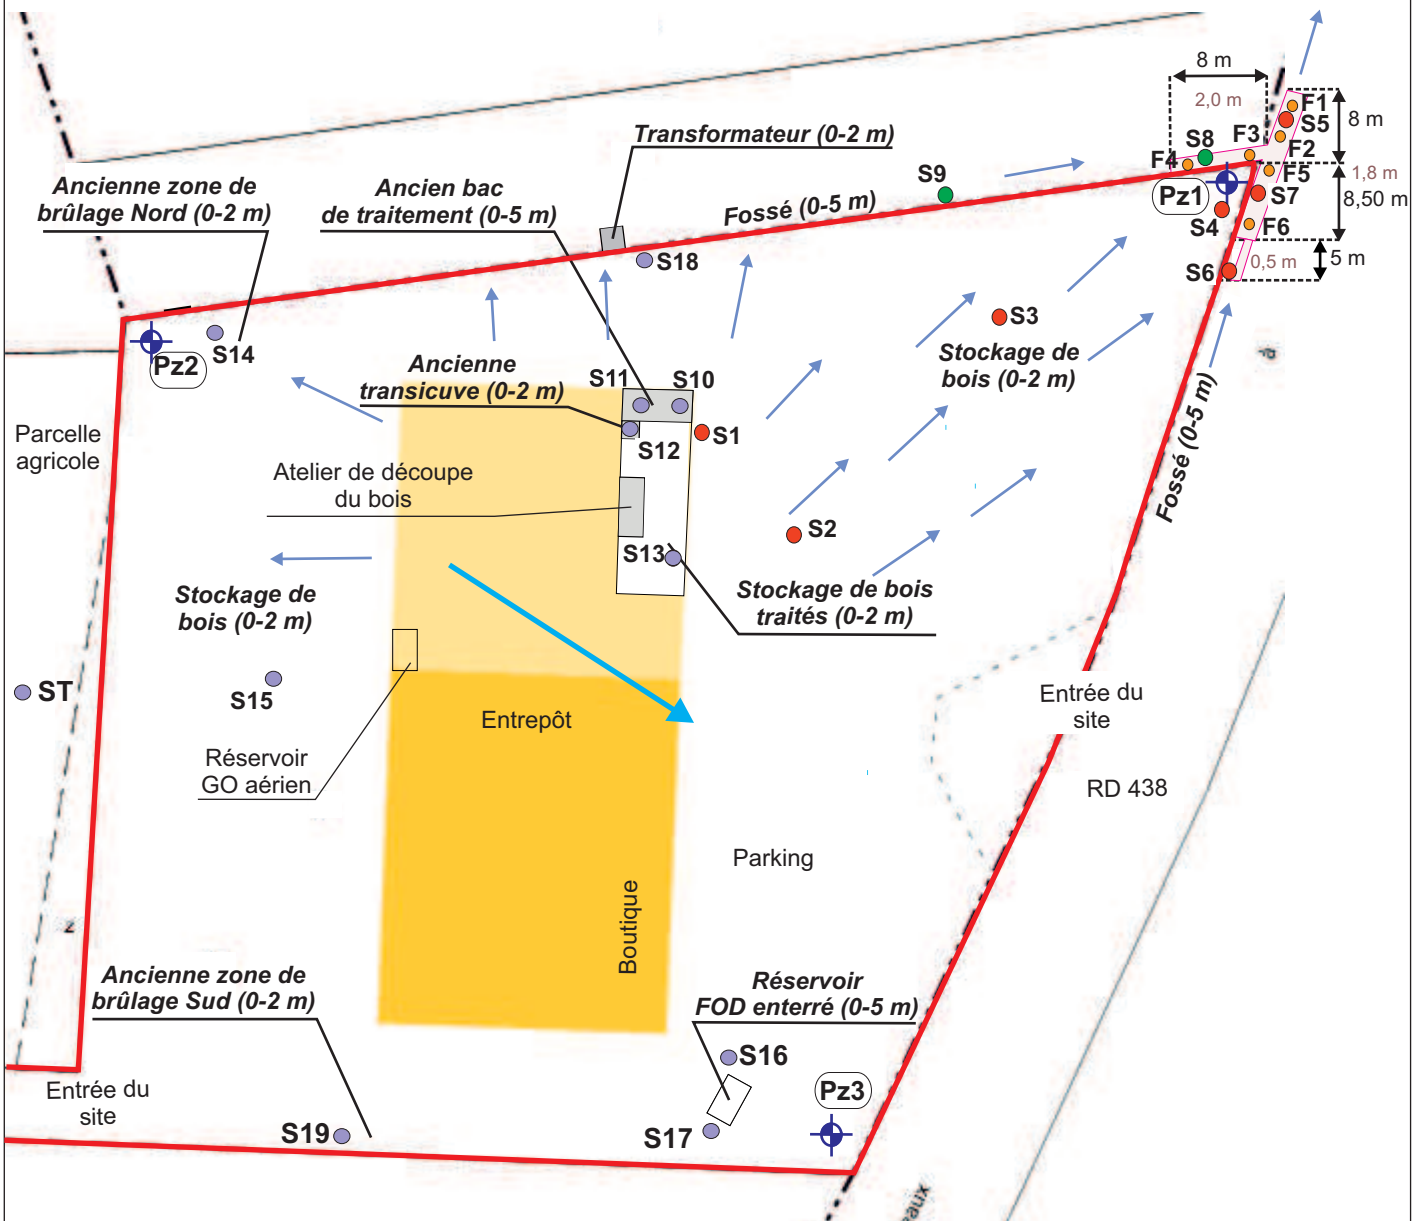 8 m
2,0 m
F1
S5
8 m
S8
F3
F2
F4
F5
1,8 m
Pz1
S7
8,50 m
S4
F6
0,5 m
5 m
S6
Transformateur (0-2 m)
Ancienne zone de
brûlage Nord (0-2 m)
Ancien bac
de traitement (0-5 m)
S9
Fossé (0-5 m)
S18
S14
Pz2
S3
Stockage de
bois (0-2 m)
Ancienne
transicuve (0-2 m)
S11
S10
S1
S12
Parcelle
agricole
Atelier de découpe
du bois
Fossé (0-5 m)
S2
S13
Stockage de
bois (0-2 m)
Stockage de bois
traités (0-2 m)
ST
S15
Entrepôt
Entrée du
site
Réservoir
GO aérien
RD 438
Parking
Boutique
z
Ancienne zone de
brûlage Sud (0-2 m)
Réservoir
FOD enterré (0-5 m)
S16
Entrée du
site
Pz3
S19
S17
eaux